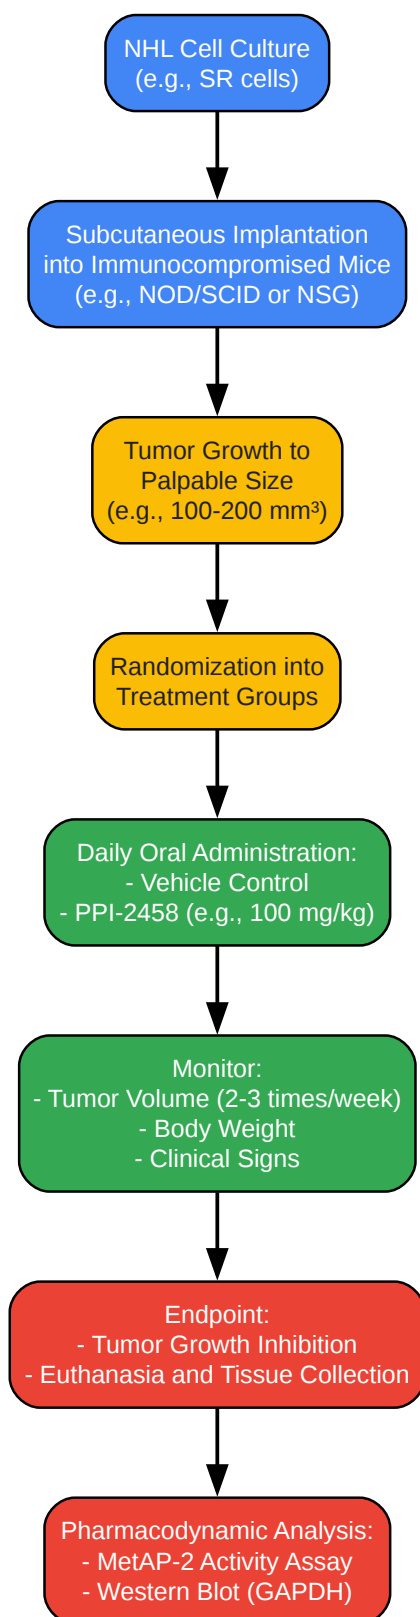 NHL Cell Culture
(e.g., SR cells)
Subcutaneous Implantation
into Immunocompromised Mice
(e.g., NOD/SCID or NSG)
Tumor Growth to
Palpable Size
(e.g., 100-200 mm³)
Randomization into
Treatment Groups
Daily Oral Administration:
- Vehicle Control
- PPI-2458 (e.g., 100 mg/kg)
Monitor:
- Tumor Volume (2-3 times/week)
- Body Weight
- Clinical Signs
Endpoint:
- Tumor Growth Inhibition
- Euthanasia and Tissue Collection
Pharmacodynamic Analysis:
- MetAP-2 Activity Assay
- Western Blot (GAPDH)